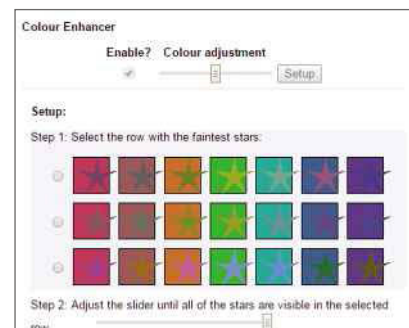 Colour Enhancer
Enable? Colour adjustment
Setup
Setup:
Step 1: Select the row with the faintest stars:
Step 2: Adjust the slider until all of the stars are visible in the selected
row